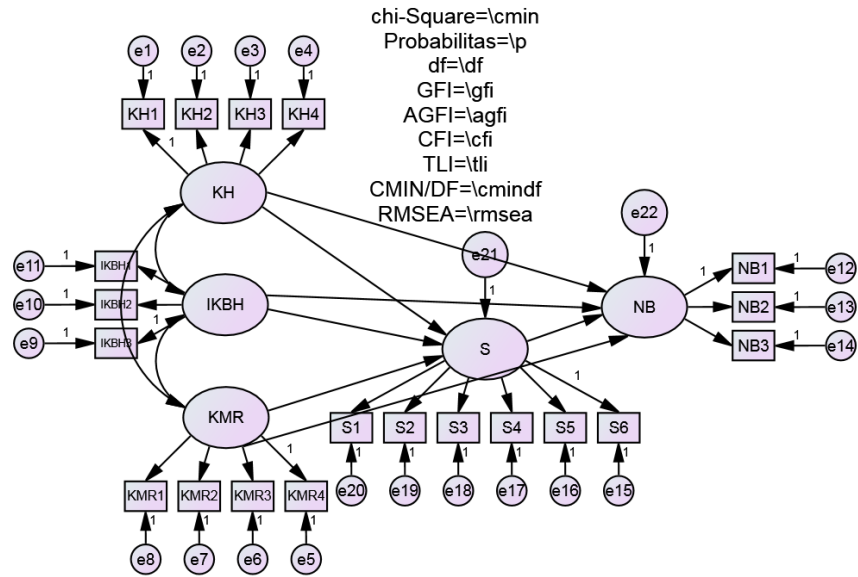 chi-Square=\cmin
Probabilitas=\p
df=\df
GFI=\gfi
AGFI=\agfi
CFI=\cfi
TLI=\tli
CMIN/DF=\cmindf
RMSEA=\rmsea
e1 e2 e3 e4
1 1 1 1
KH1 KH2 KH3 KH4
1
KH
e22
1
e21
1
e11 1 IKBH1
e10 1 IKBH2
e9 1 IKBH3
1
IKBH
NB
1
NB1 1 e12
NB2 1 e13
NB3 1 e14
S
1
KMR
1
S1 S2 S3 S4 S5 S6
1 1 1 1 1 1
e20 e19 e18 e17 e16 e15
KMR1 KMR2 KMR3 KMR4
1 1 1 1
e8 e7 e6 e5